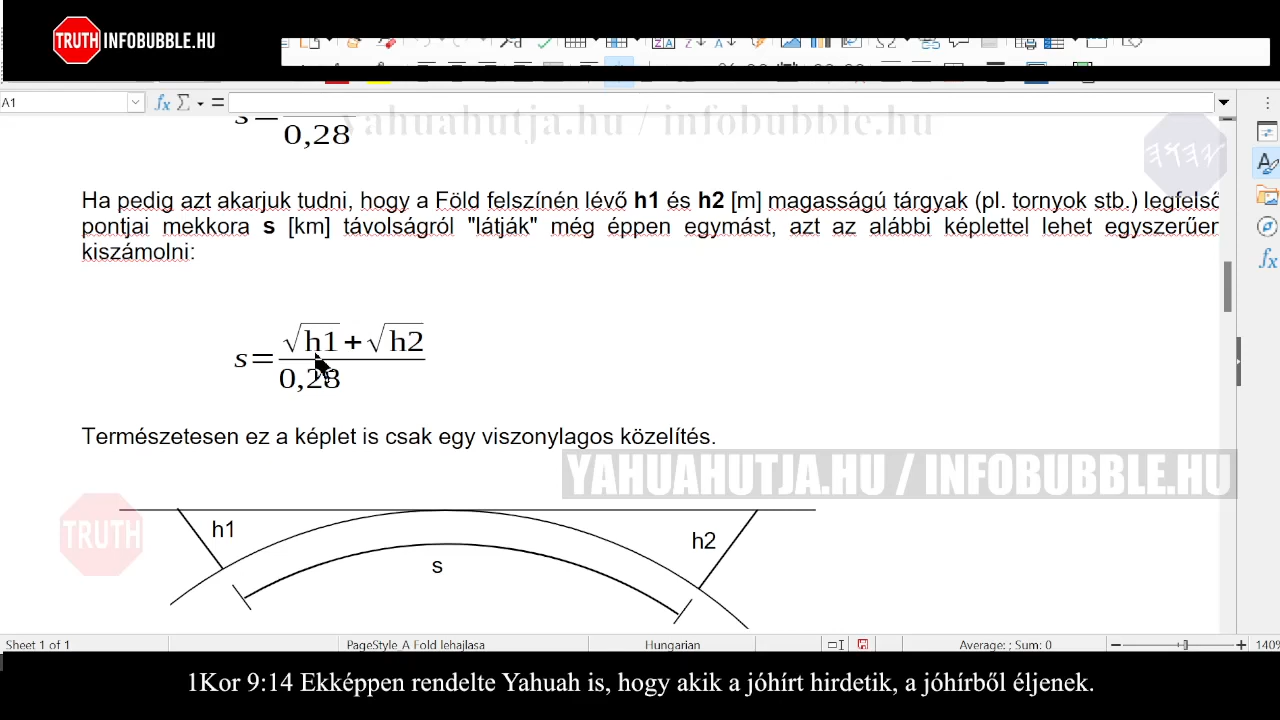 TRUTH INFOBUBBLE.HU
A1
s=
0,28
yahuahutja.hu / infobubble.hu
Ha pedig azt akarjuk tudni, hogy a Föld felszínén lévő h1 és h2 [m] magasságú tárgyak (pl. tornyok stb.) legfelső
pontjai mekkora s [km] távolságról "látják" még éppen egymást, azt az alábbi képlettel lehet egyszerűen
kiszámolni:
s=
√h1+√h2
0,28
Természetesen ez a képlet is csak egy viszonylagos közelítés.
YAHUAHUTJA.HU / INFOBUBBLE.HU
TRUTH
h1
h2
s
Sheet 1 of 1
PageStyle_A Fold lehajlasa
Hungarian
Average: ; Sum: 0
140%
1Kor 9:14 Ekképpen rendelte Yahuah is, hogy akik a jóhírt hirdetik, a jóhírből éljenek.